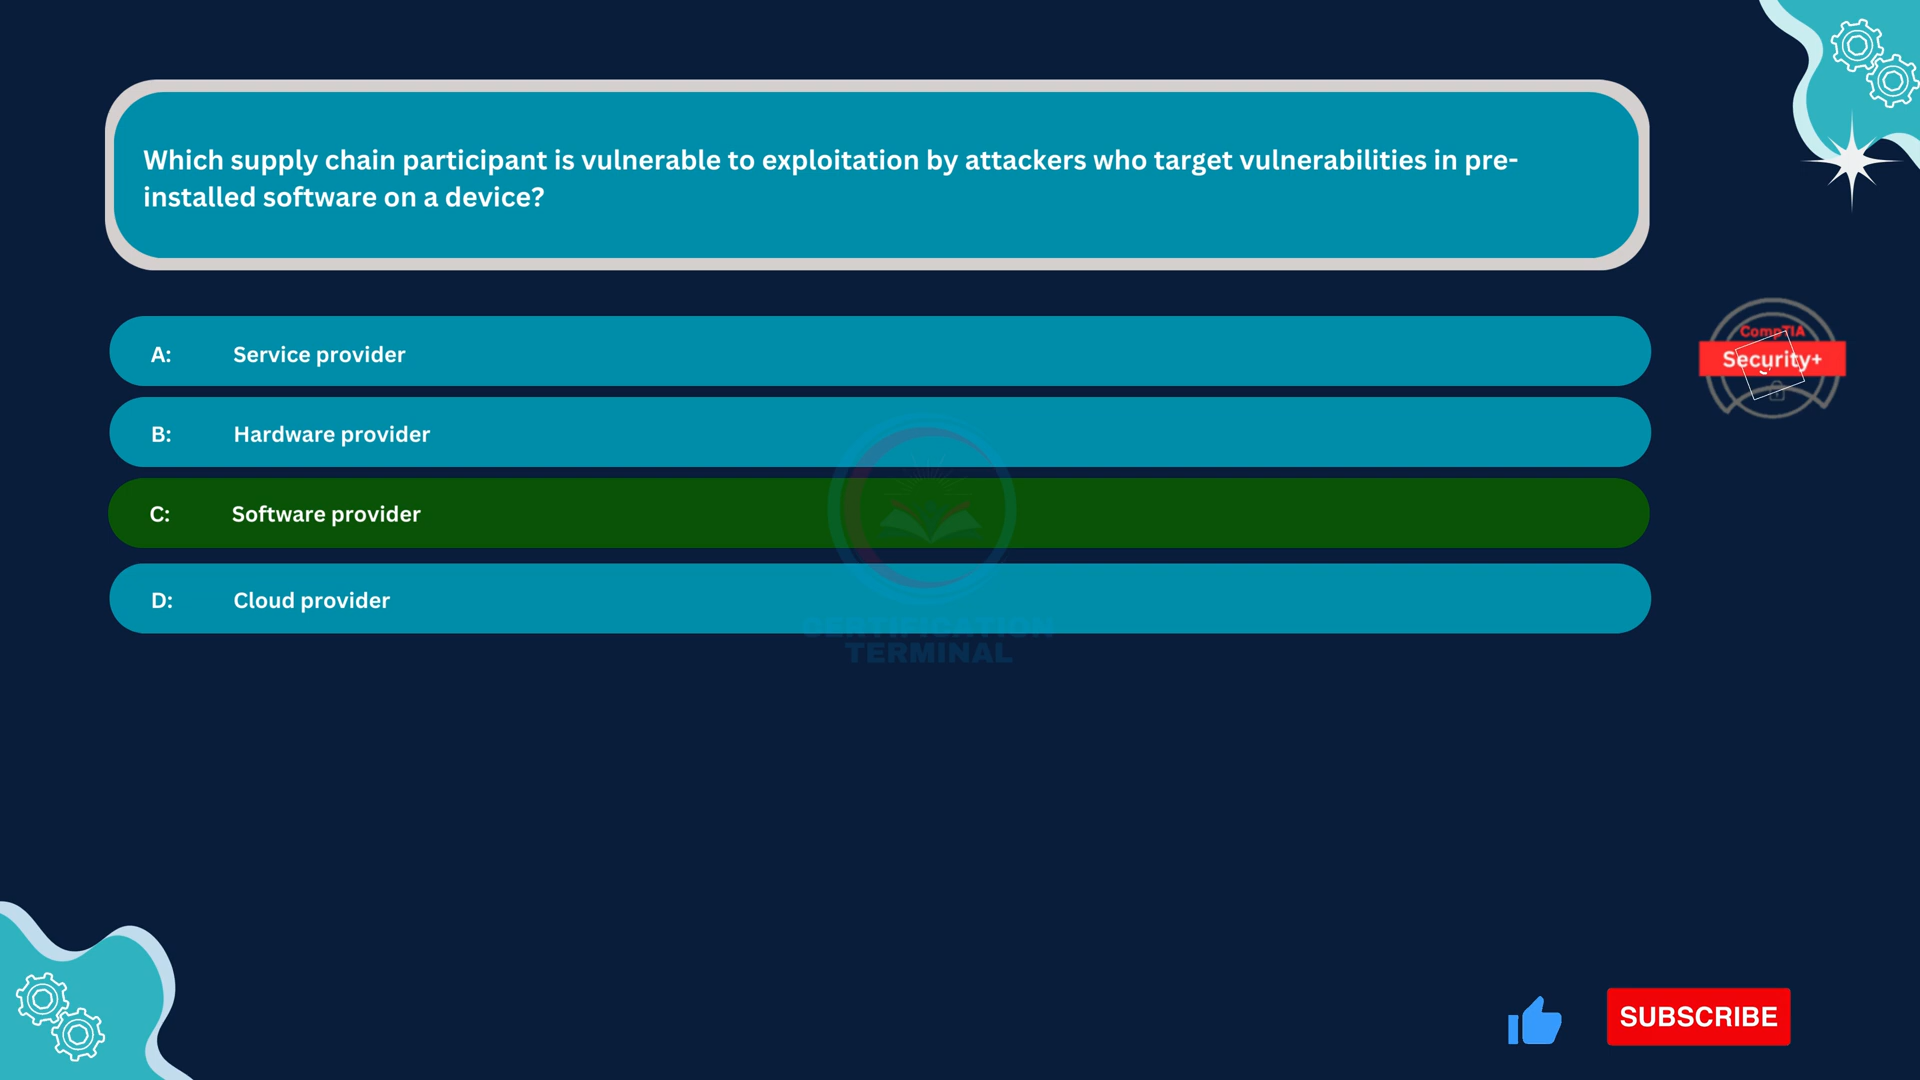 Which supply chain participant is vulnerable to exploitation by attackers who target vulnerabilities in pre-
installed software on a device?
A: Service provider
CompTIA
Security+
B: Hardware provider
C: Software provider
D: Cloud provider
CERTIFICATION
TERMINAL
SUBSCRIBE